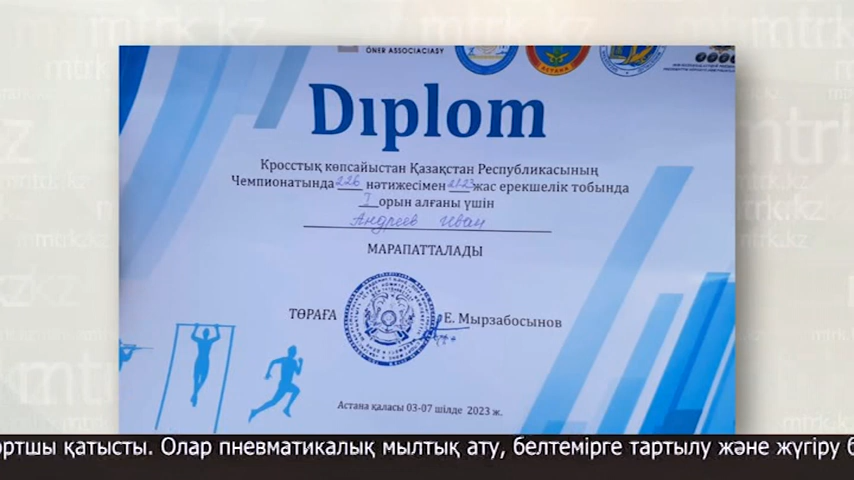 ÖNER ASSOCIACIASY
АСТАНА
Dıplom
Кросстық көпсайыстан Қазақстан Республикасының
Чемпионатында 226 нәтижесімен 21-23 жас ерекшелік тобында
I орын алғаны үшін
Андреев Иван
МАРАПАТТАЛАДЫ
ТӨРАҒА Е. Мырзабосынов
Астана қаласы 03-07 шілде 2023 ж.
ортшы қатысты. Олар пневматикалық мылтық ату, белтемірге тартылу және жүгіру б
mtrk.kz